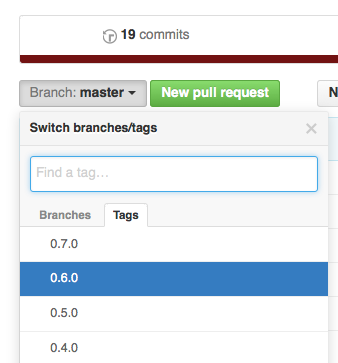 19 commits
Branch: master
New pull request
N
Switch branches/tags
×
Find a tag...
Branches
Tags
0.7.0
0.6.0
0.5.0
0.4.0